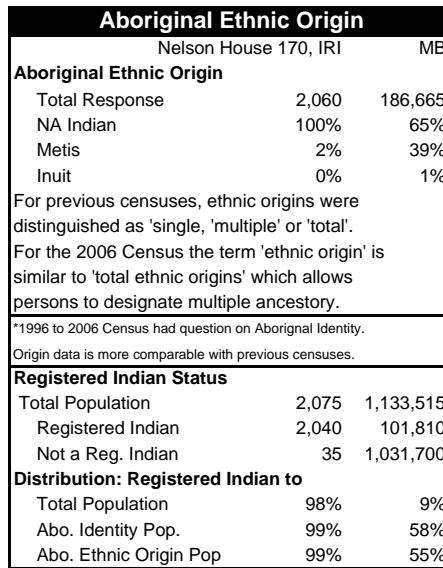 Aboriginal Ethnic Origin
Nelson House 170, IRI MB
Aboriginal Ethnic Origin
Total Response 2,060 186,665
NA Indian 100% 65%
Metis 2% 39%
Inuit 0% 1%
For previous censuses, ethnic origins were
distinguished as 'single, 'multiple' or 'total'.
For the 2006 Census the term 'ethnic origin' is
similar to 'total ethnic origins' which allows
persons to designate multiple ancestory.
*1996 to 2006 Census had question on Aborignal Identity.
Origin data is more comparable with previous censuses.
Registered Indian Status
Total Population 2,075 1,133,515
Registered Indian 2,040 101,810
Not a Reg. Indian 35 1,031,700
Distribution: Registered Indian to
Total Population 98% 9%
Abo. Identity Pop. 99% 58%
Abo. Ethnic Origin Pop 99% 55%